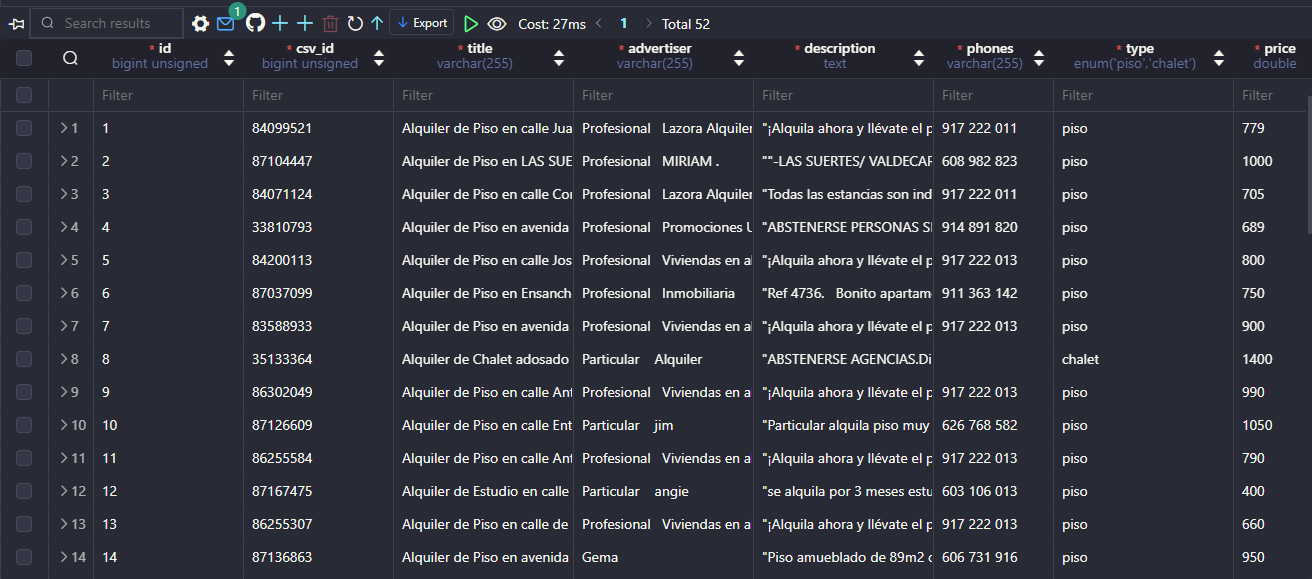 1
Search results Export Cost: 27ms 1 Total 52
* id * csv_id * title * advertiser * description * phones * type * price
bigint unsigned bigint unsigned varchar(255) varchar(255) text varchar(255) enum('piso','chalet') double
Filter Filter Filter Filter Filter Filter Filter Filter
1 1 84099521 Alquiler de Piso en calle Jua Profesional Lazora Alquiler "¡Alquila ahora y llévate el p 917 222 011 piso 779
2 2 87104447 Alquiler de Piso en LAS SUE Profesional MIRIAM . ""-LAS SUERTES/ VALDECAR 608 982 823 piso 1000
3 3 84071124 Alquiler de Piso en calle Cor Profesional Lazora Alquiler "Todas las estancias son ind 917 222 011 piso 705
4 4 33810793 Alquiler de Piso en avenida Profesional Promociones U "ABSTENERSE PERSONAS SI 914 891 820 piso 689
5 5 84200113 Alquiler de Piso en calle Jos Profesional Viviendas en al "¡Alquila ahora y llévate el p 917 222 013 piso 800
6 6 87037099 Alquiler de Piso en Ensanch Profesional Inmobiliaria "Ref 4736. Bonito apartam 911 363 142 piso 750
7 7 83588933 Alquiler de Piso en avenida Profesional Viviendas en al "¡Alquila ahora y llévate el p 917 222 013 piso 900
8 8 35133364 Alquiler de Chalet adosado Particular Alquiler "ABSTENERSE AGENCIAS.Di chalet 1400
9 9 86302049 Alquiler de Piso en calle Ant Profesional Viviendas en a "¡Alquila ahora y llévate el p 917 222 013 piso 990
10 10 87126609 Alquiler de Piso en calle Ent Particular jim "Particular alquila piso muy 626 768 582 piso 1050
11 11 86255584 Alquiler de Piso en calle Ant Profesional Viviendas en a "¡Alquila ahora y llévate el p 917 222 013 piso 790
12 12 87167475 Alquiler de Estudio en calle Particular angie "se alquila por 3 meses estu 603 106 013 piso 400
13 13 86255307 Alquiler de Piso en calle de Profesional Viviendas en a "¡Alquila ahora y llévate el p 917 222 013 piso 660
14 14 87136863 Alquiler de Piso en avenida Gema "Piso amueblado de 89m2 c 606 731 916 piso 950